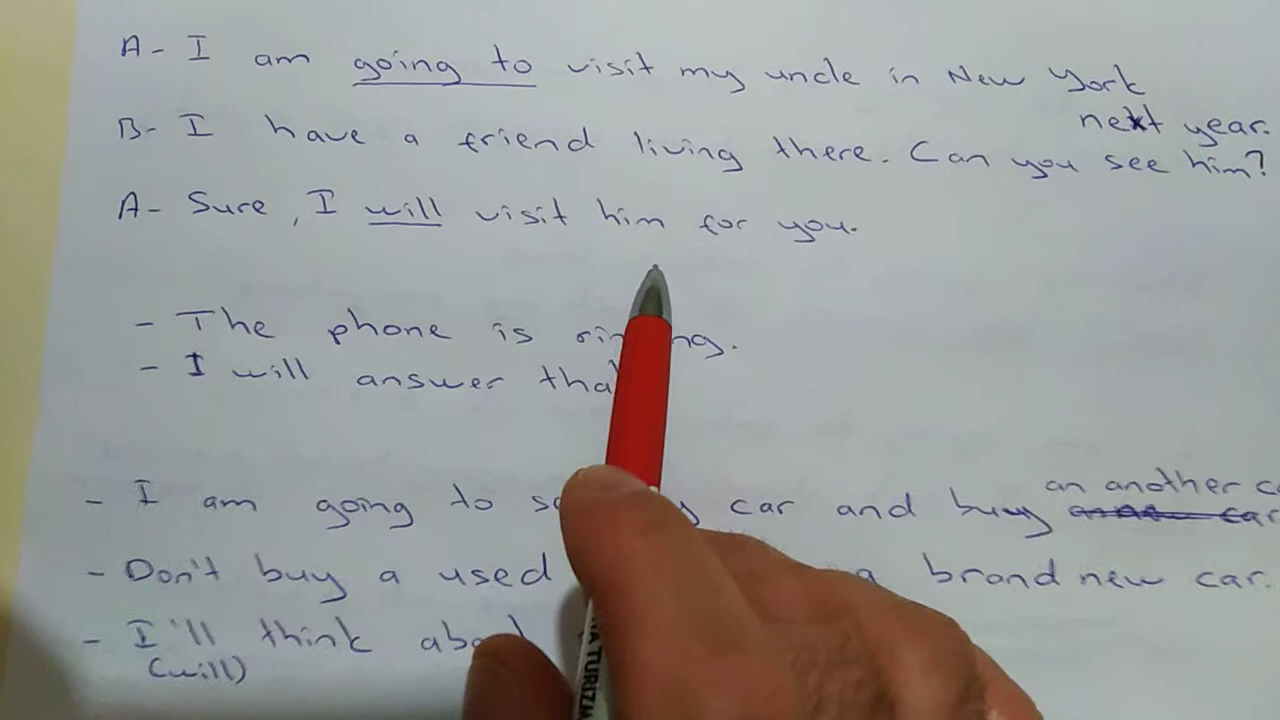 A- I am going to visit my uncle in New York
next year.
B- I have a friend living there. Can you see him?
A- Sure, I will visit him for you.
- The phone is ringing.
- I will answer
- I am going to car and buy an another
car
- Don't buy a used a brand new car.
- I'll think
(will)
TURIZM